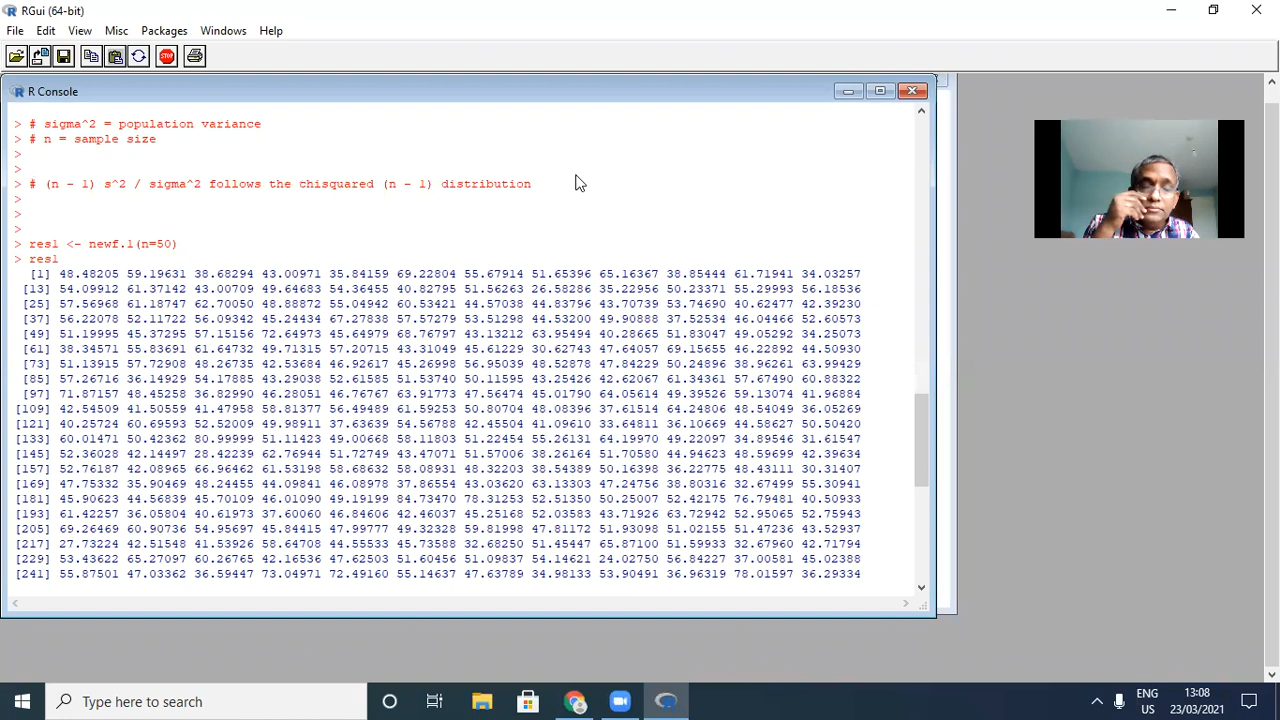 RGui (64-bit)
File Edit View Misc Packages Windows Help
STOP
R Console
> # sigma^2 = population variance
> # n = sample size
>
>
> # (n - 1) s^2 / sigma^2 follows the chisquared (n - 1) distribution
>
>
>
> res1 <- newf.1(n=50)
> res1
[1] 48.48205 59.19631 38.68294 43.00971 35.84159 69.22804 55.67914 51.65396 65.16367 38.85444 61.71941 34.03257
[13] 54.09912 61.37142 43.00709 49.64683 54.36455 40.82795 51.56263 26.58286 35.22956 50.23371 55.29993 56.18536
[25] 57.56968 61.18747 62.70050 48.88872 55.04942 60.53421 44.57038 44.83796 43.70739 53.74690 40.62477 42.39230
[37] 56.22078 52.11722 56.09342 45.24434 67.27838 57.57279 53.51298 44.53200 49.90888 37.52534 46.04466 52.60573
[49] 51.19995 45.37295 57.15156 72.64973 45.64979 68.76797 43.13212 63.95494 40.28665 51.83047 49.05292 34.25073
[61] 38.34571 55.83691 61.64732 49.71315 57.20715 43.31049 45.61229 30.62743 47.64057 69.15655 46.22892 44.50930
[73] 51.13915 57.72908 48.26735 42.53684 46.92617 45.26998 56.95039 48.52878 47.84229 50.24896 38.96261 63.99429
[85] 57.26716 36.14929 54.17885 43.29038 52.61585 51.53740 50.11595 43.25426 42.62067 61.34361 57.67490 60.88322
[97] 71.87157 48.45258 36.82990 46.28051 46.76767 63.91773 47.56474 45.01790 64.05614 49.39526 59.13074 41.96884
[109] 42.54509 41.50559 41.47958 58.81377 56.49489 61.59253 50.80704 48.08396 37.61514 64.24806 48.54049 36.05269
[121] 40.25724 60.69593 52.52009 49.98911 37.63639 54.56788 42.45504 41.09610 33.64811 36.10669 44.58627 50.50420
[133] 60.01471 50.42362 80.99999 51.11423 49.00668 58.11803 51.22454 55.26131 64.19970 49.22097 34.89546 31.61547
[145] 52.36028 42.14497 28.42239 62.76944 51.72749 43.47071 51.57006 38.26164 51.70580 44.94623 48.59699 42.39634
[157] 52.76187 42.08965 66.96462 61.53198 58.68632 58.08931 48.32203 38.54389 50.16398 36.22775 48.43111 30.31407
[169] 47.75332 35.90469 48.24455 44.09841 46.08978 37.86554 43.03620 63.13303 47.24756 38.80316 32.67499 55.30941
[181] 45.90623 44.56839 45.70109 46.01090 49.19199 84.73470 78.31253 52.51350 50.25007 52.42175 76.79481 40.50933
[193] 61.42257 36.05804 40.61973 37.60060 46.84606 42.46037 45.25168 52.03583 43.71926 63.72942 52.95065 52.75943
[205] 69.26469 60.90736 54.95697 45.84415 47.99777 49.32328 59.81998 47.81172 51.93098 51.02155 51.47236 43.52937
[217] 27.73224 42.51548 41.53926 58.64708 44.55533 45.73588 32.68250 51.45447 65.87100 51.59933 32.67960 42.71794
[229] 53.43622 65.27097 60.26765 42.16536 47.62503 51.60456 51.09837 54.14621 24.02750 56.84227 37.00581 45.02388
[241] 55.87501 47.03362 36.59447 73.04971 72.49160 55.14637 47.63789 34.98133 53.90491 36.96319 78.01597 36.29334
Type here to search
ENG
US
13:08
23/03/2021